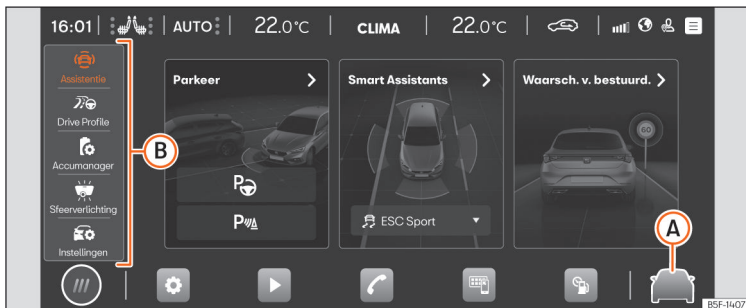 16:01 AUTO 22.0°C CLIMA 22.0°C
Assistentie
Drive Profile
Accumanager
Sfeerverlichting
Instellingen
B
Parkeer
P
P
Smart Assistants
ESC Sport
Waarsch. v. bestuurd.
60
A
B5F-1407